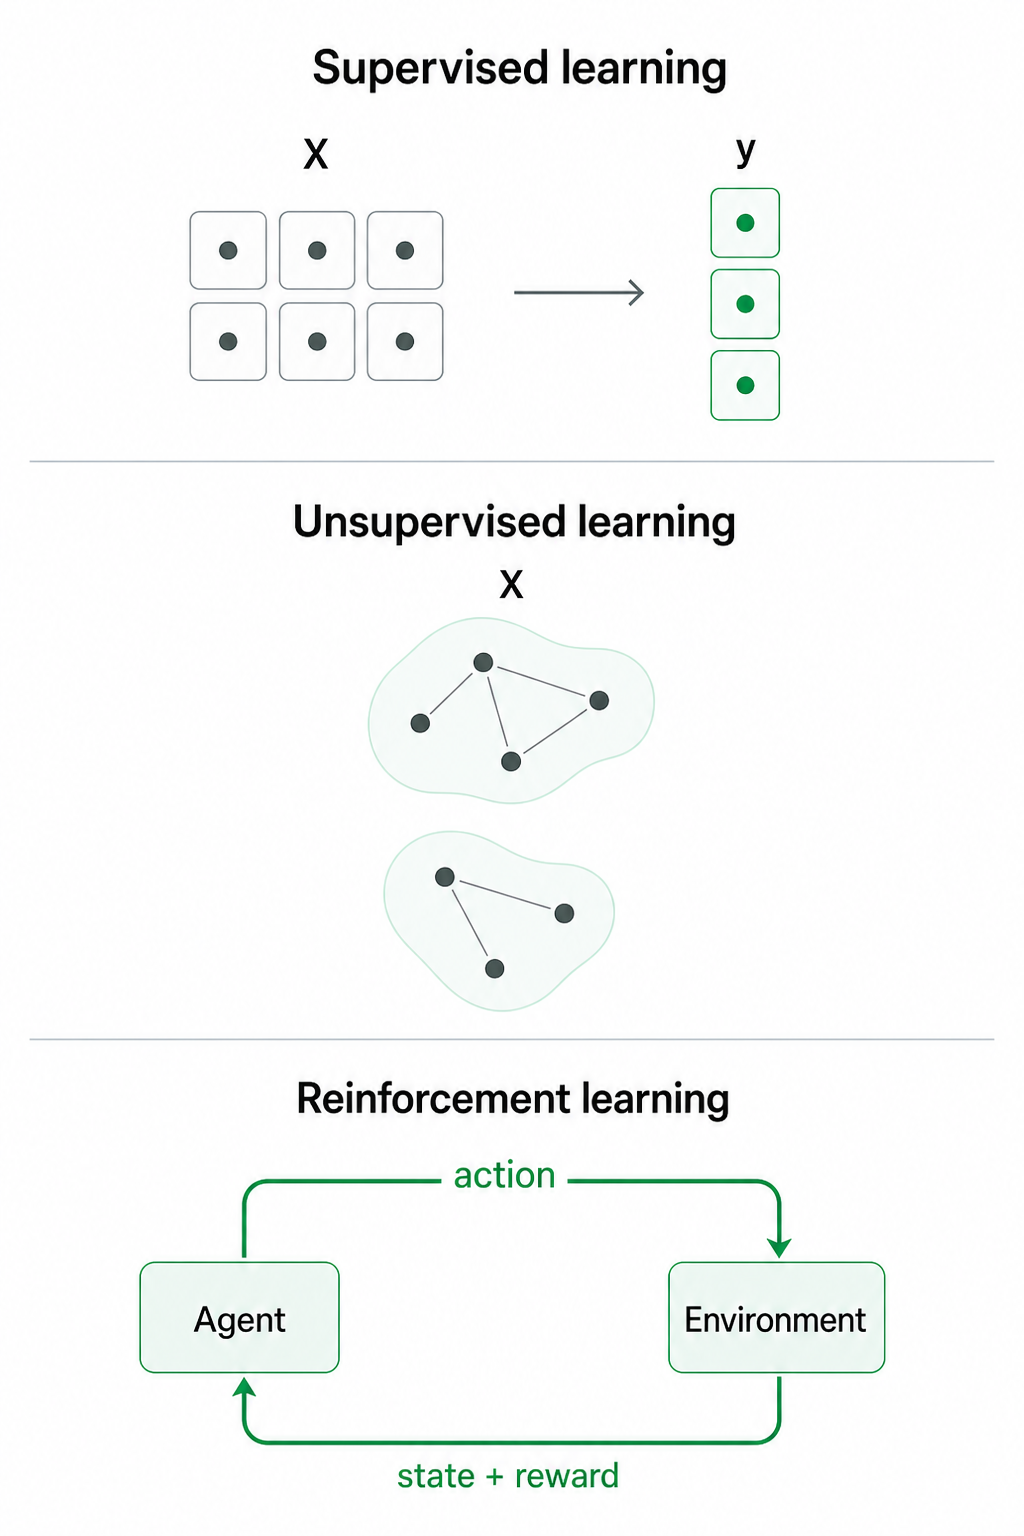 Supervised learning
X y
Unsupervised learning
X
Reinforcement learning
action
Agent Environment
state + reward